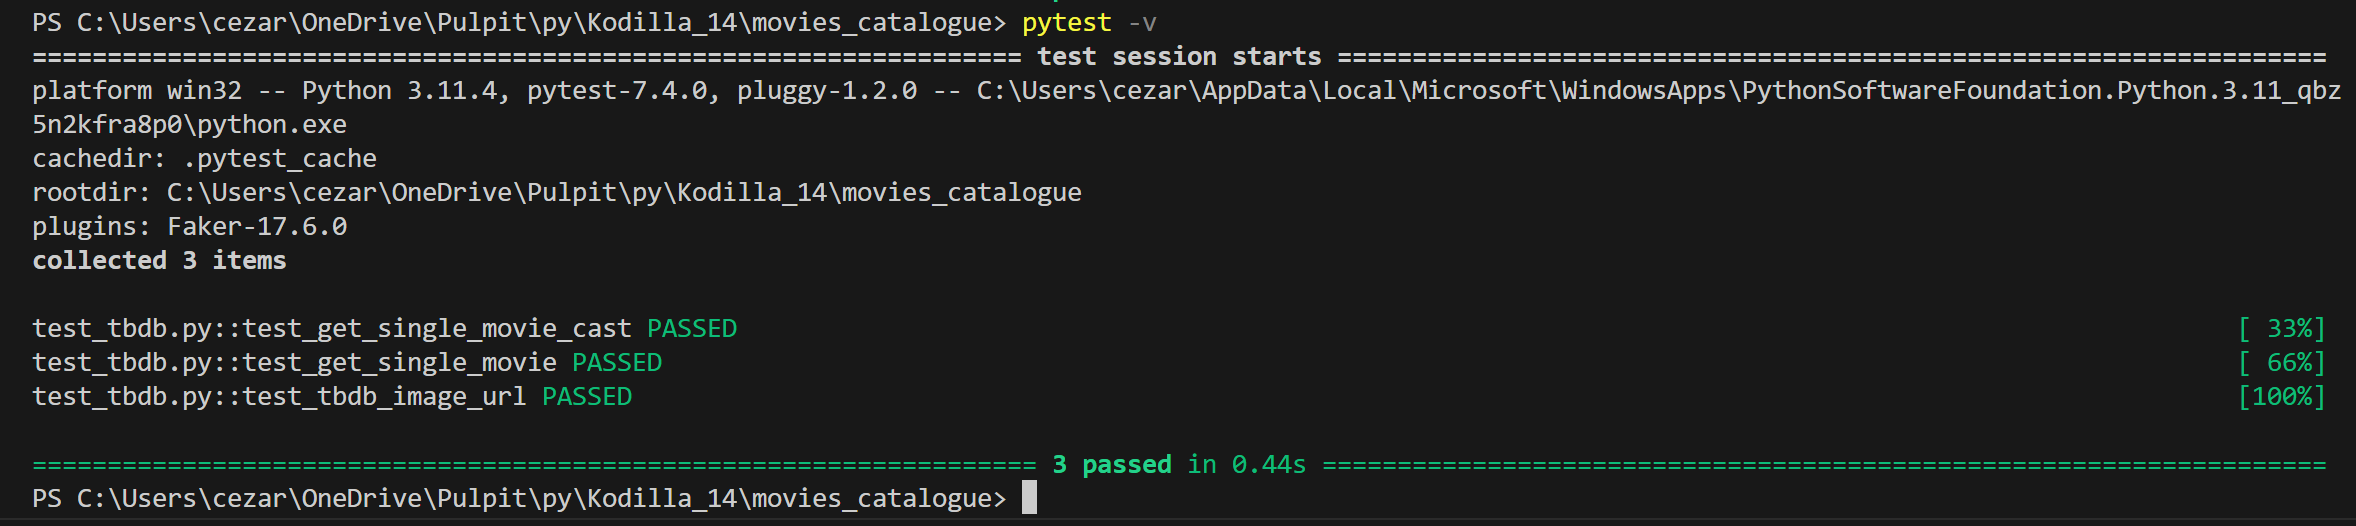 PS C:\Users\cezar\OneDrive\Pulpit\py\Kodilla_14\movies_catalogue> pytest -v
================================================================== test session starts ==================================================================
platform win32 -- Python 3.11.4, pytest-7.4.0, pluggy-1.2.0 -- C:\Users\cezar\AppData\Local\Microsoft\WindowsApps\PythonSoftwareFoundation.Python.3.11_qbz
5n2kfra8p0\python.exe
cachedir: .pytest_cache
rootdir: C:\Users\cezar\OneDrive\Pulpit\py\Kodilla_14\movies_catalogue
plugins: Faker-17.6.0
collected 3 items
test_tbdb.py::test_get_single_movie_cast PASSED [ 33%]
test_tbdb.py::test_get_single_movie PASSED [ 66%]
test_tbdb.py::test_tbdb_image_url PASSED [100%]
=================================================================== 3 passed in 0.44s ===================================================================
PS C:\Users\cezar\OneDrive\Pulpit\py\Kodilla_14\movies_catalogue>